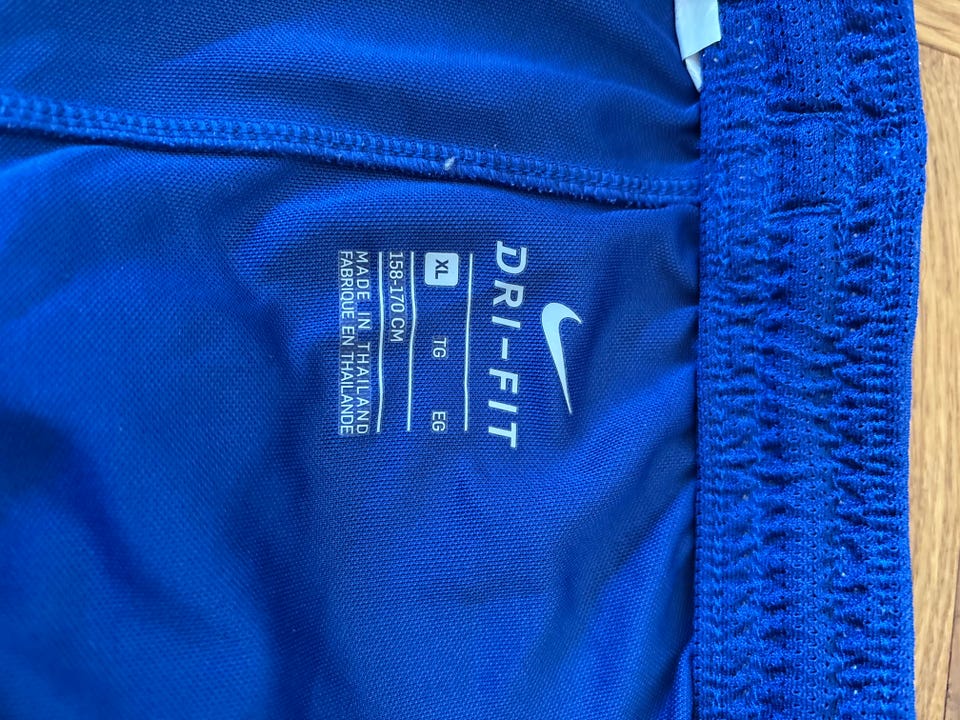 DRI-FIT
XL TG EG
158-170 CM
MADE IN THAILAND
FABRIQUE EN THAILANDE